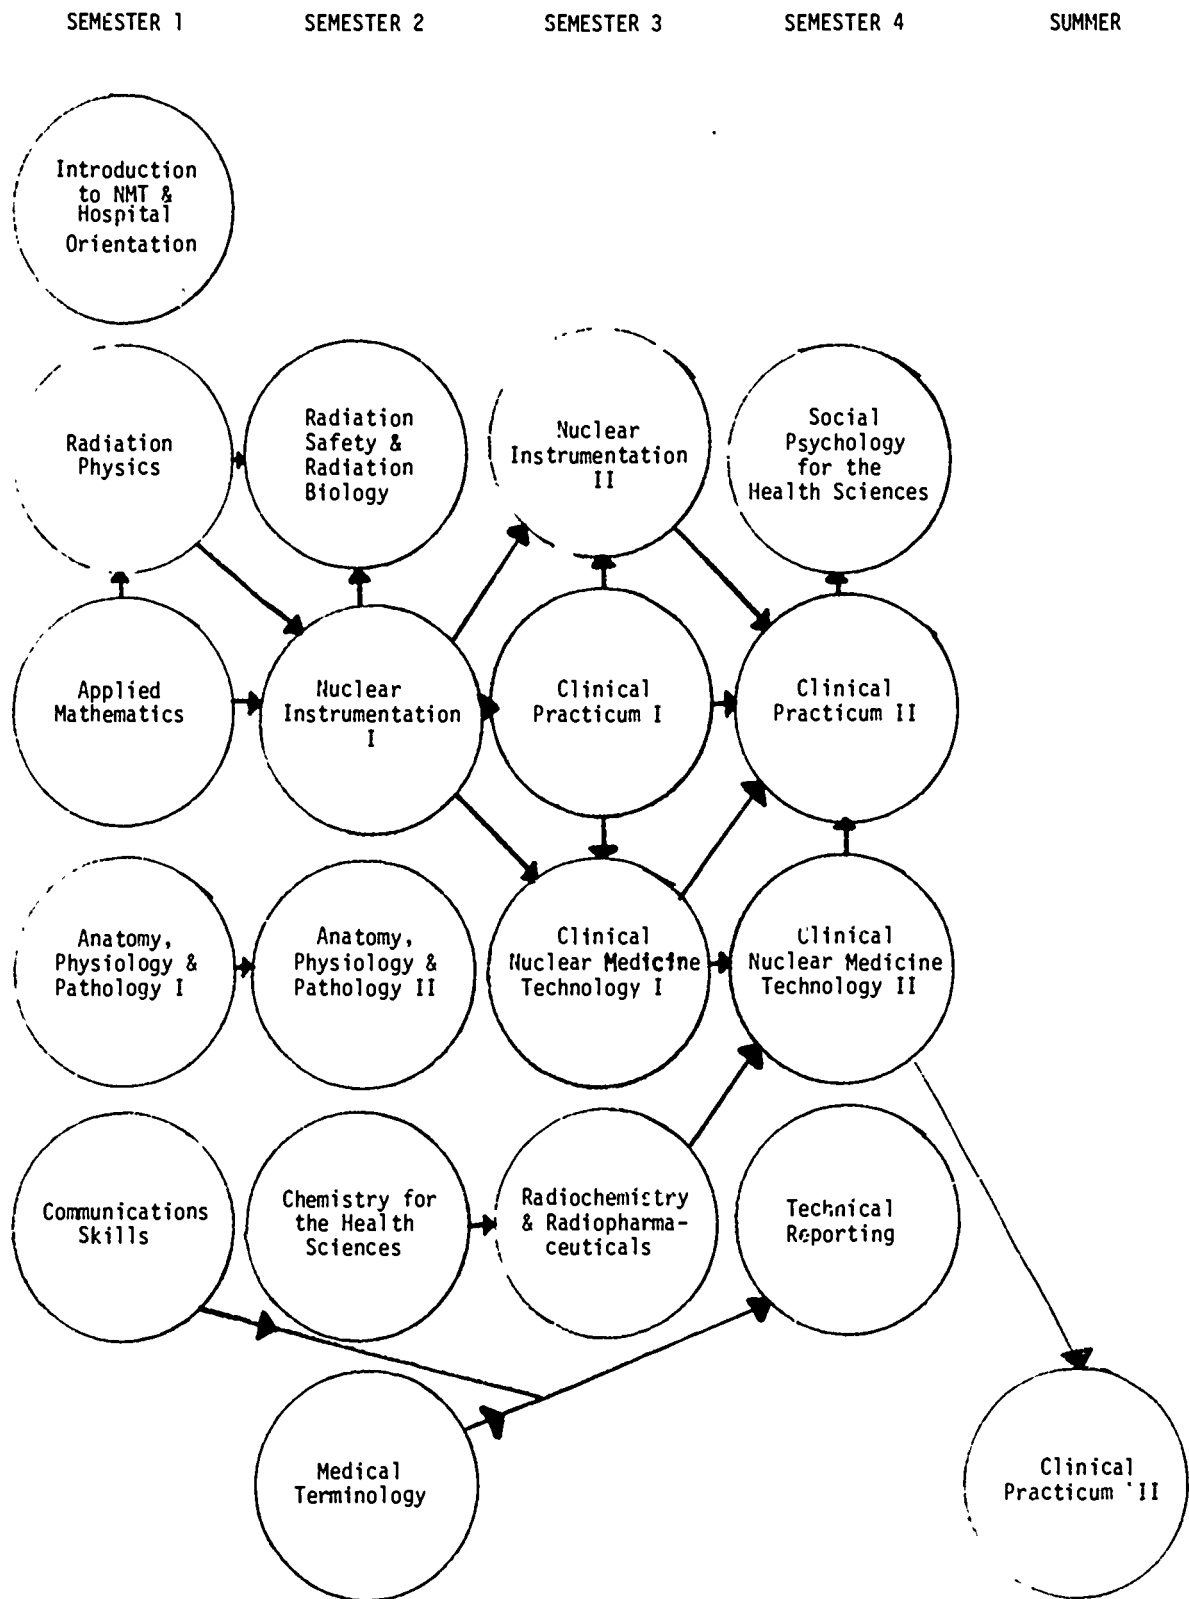 SEMESTER 1
SEMESTER 2
SEMESTER 3
SEMESTER 4
SUMMER
Introduction
to NMT &
Hospital
Orientation
Radiation
Physics
Radiation
Safety &
Radiation
Biology
Nuclear
Instrumentation
II
Social
Psychology
for the
Health Sciences
Applied
Mathematics
Nuclear
Instrumentation
I
Clinical
Practicum I
Clinical
Practicum II
Anatomy,
Physiology &
Pathology I
Anatomy,
Physiology &
Pathology II
Clinical
Nuclear Medicine
Technology I
Clinical
Nuclear Medicine
Technology II
Communications
Skills
Chemistry for
the Health
Sciences
Radiochemistry
& Radiopharma-
ceuticals
Technical
Reporting
Medical
Terminology
Clinical
Practicum 'II